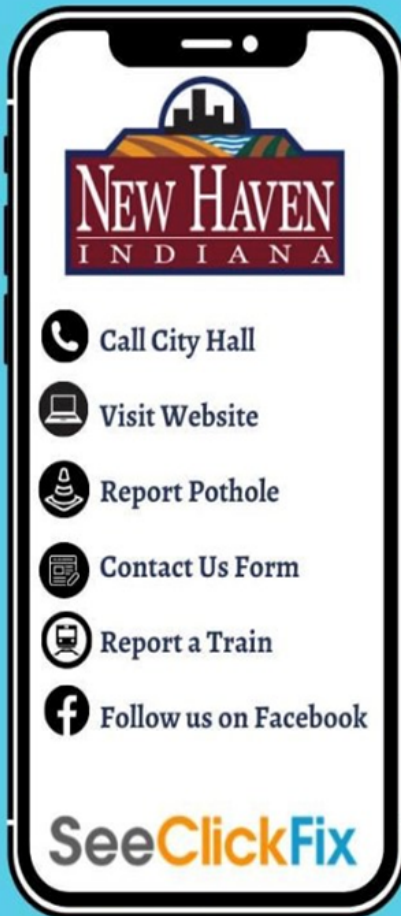 NEW HAVEN
INDIANA
Call City Hall
Visit Website
Report Pothole
Contact Us Form
Report a Train
Follow us on Facebook
SeeClickFix